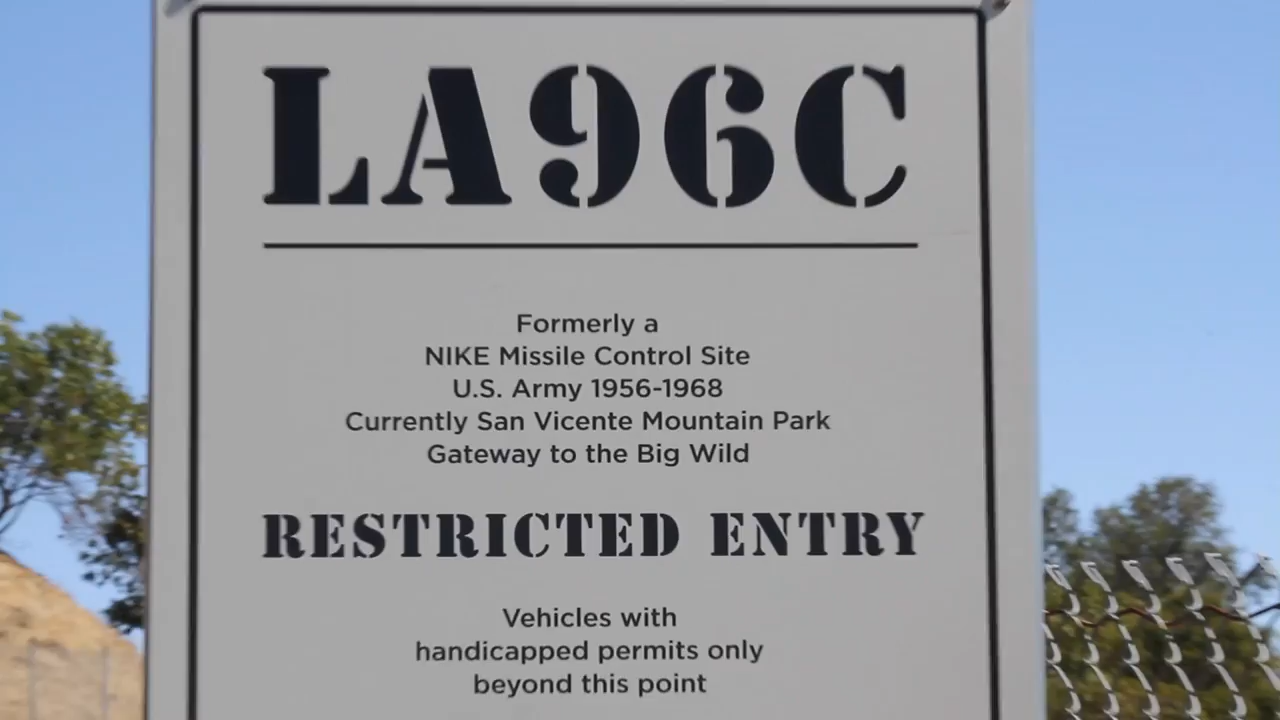 LA96C
Formerly a
NIKE Missile Control Site
U.S. Army 1956-1968
Currently San Vicente Mountain Park
Gateway to the Big Wild
RESTRICTED ENTRY
Vehicles with
handicapped permits only
beyond this point